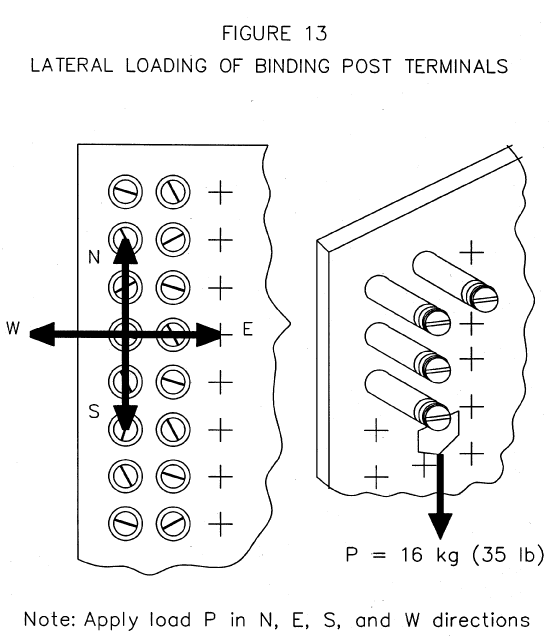 FIGURE 13
LATERAL LOADING OF BINDING POST TERMINALS
N
W
E
S
P = 16 kg (35 lb)
Note: Apply load P in N, E, S, and W directions